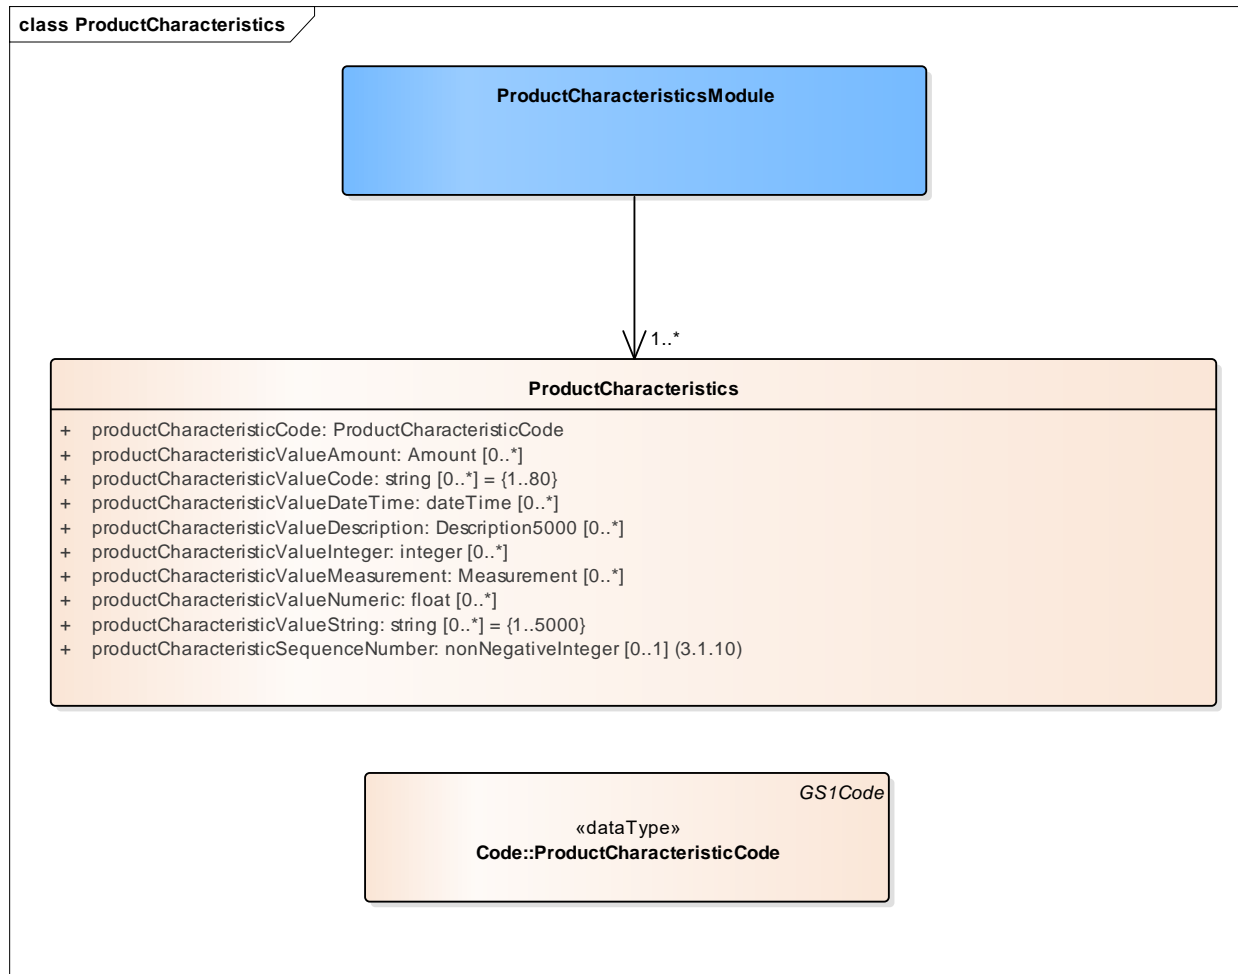 class ProductCharacteristics
ProductCharacteristicsModule
1..*
ProductCharacteristics
+ productCharacteristicCode: ProductCharacteristicCode
+ productCharacteristicValueAmount: Amount [0..*]
+ productCharacteristicValueCode: string [0..*] = {1..80}
+ productCharacteristicValueDateTime: dateTime [0..*]
+ productCharacteristicValueDescription: Description5000 [0..*]
+ productCharacteristicValueInteger: integer [0..*]
+ productCharacteristicValueMeasurement: Measurement [0..*]
+ productCharacteristicValueNumeric: float [0..*]
+ productCharacteristicValueString: string [0..*] = {1..5000}
+ productCharacteristicSequenceNumber: nonNegativeInteger [0..1] (3.1.10)
GS1Code
«dataType»
Code::ProductCharacteristicCode